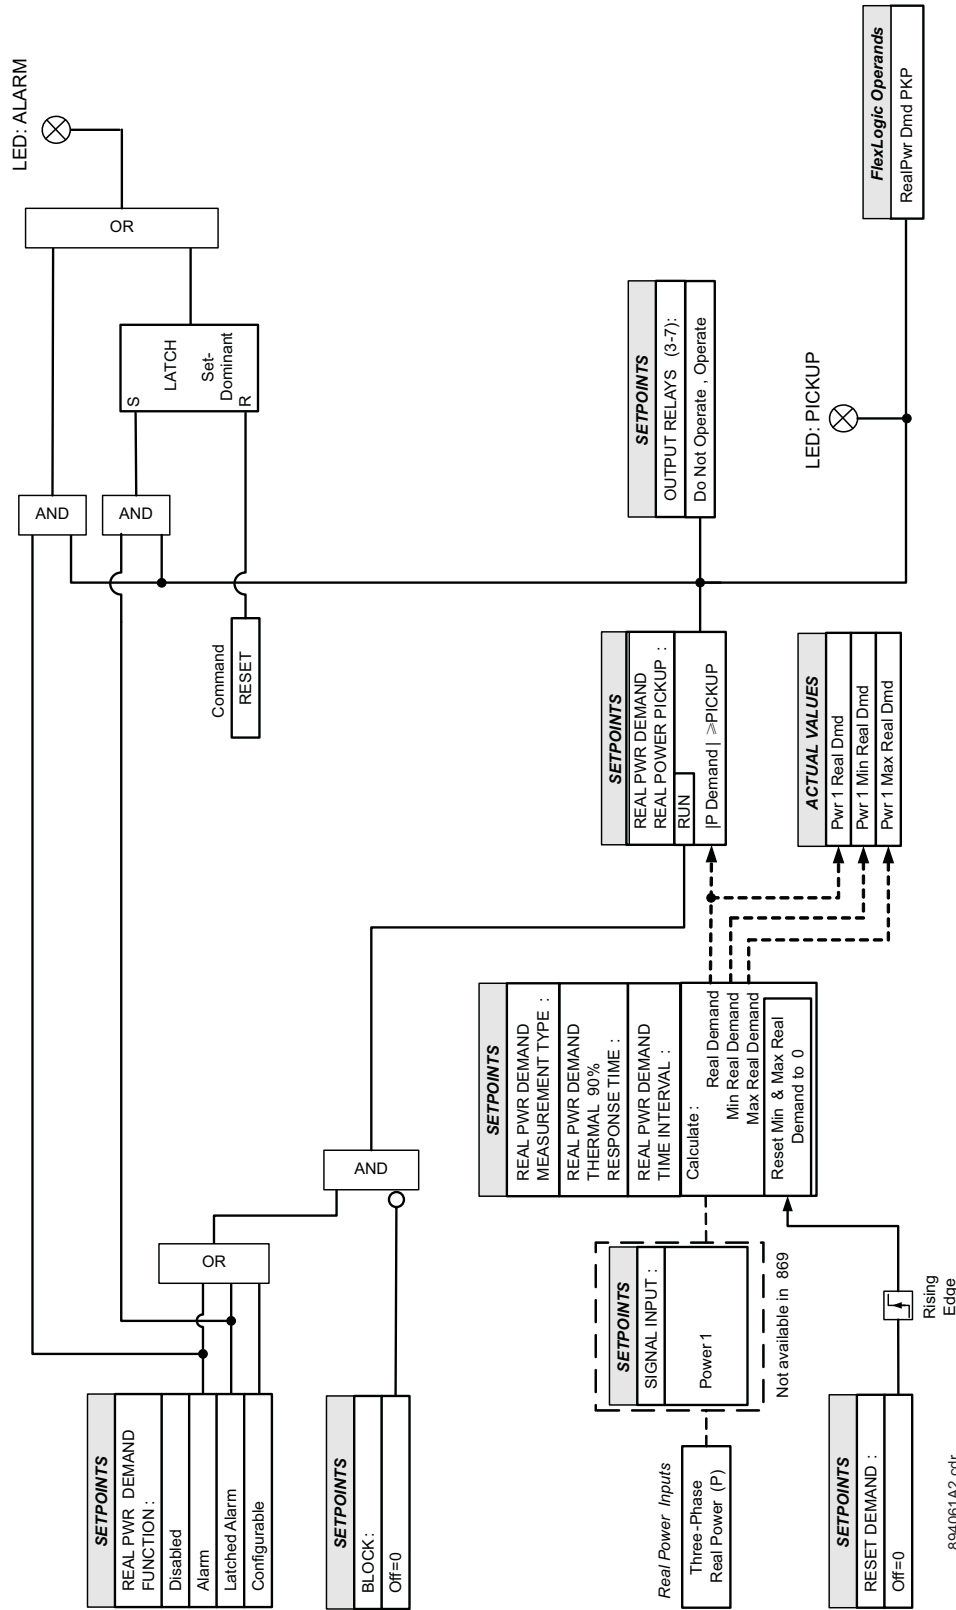 SETPOINTS
REAL PWR DEMAND
FUNCTION :
Disabled
Alarm
Latched Alarm
Configurable
OR
AND
SETPOINTS
BLOCK :
Off=0
Real Power Inputs
Three-Phase
Real Power (P)
SETPOINTS
SIGNAL INPUT :
Power 1
Not available in 869
SETPOINTS
RESET DEMAND :
Off=0
Rising
Edge
SETPOINTS
REAL PWR DEMAND
MEASUREMENT TYPE :
REAL PWR DEMAND
THERMAL 90%
RESPONSE TIME :
REAL PWR DEMAND
TIME INTERVAL :
Calculate :
Real Demand
Min Real Demand
Max Real Demand
Reset Min & Max Real
Demand to 0
SETPOINTS
REAL PWR DEMAND
REAL POWER PICKUP :
RUN
|P Demand | >PICKUP
ACTUAL VALUES
Pwr 1 Real Dmd
Pwr 1 Min Real Dmd
Pwr 1 Max Real Dmd
Command
RESET
AND
AND
S
LATCH
Set-
Dominant
R
OR
LED: ALARM
SETPOINTS
OUTPUT RELAYS (3-7):
Do Not Operate , Operate
LED: PICKUP
FlexLogic Operands
RealPwr Dmd PKP
894061A2.cdr